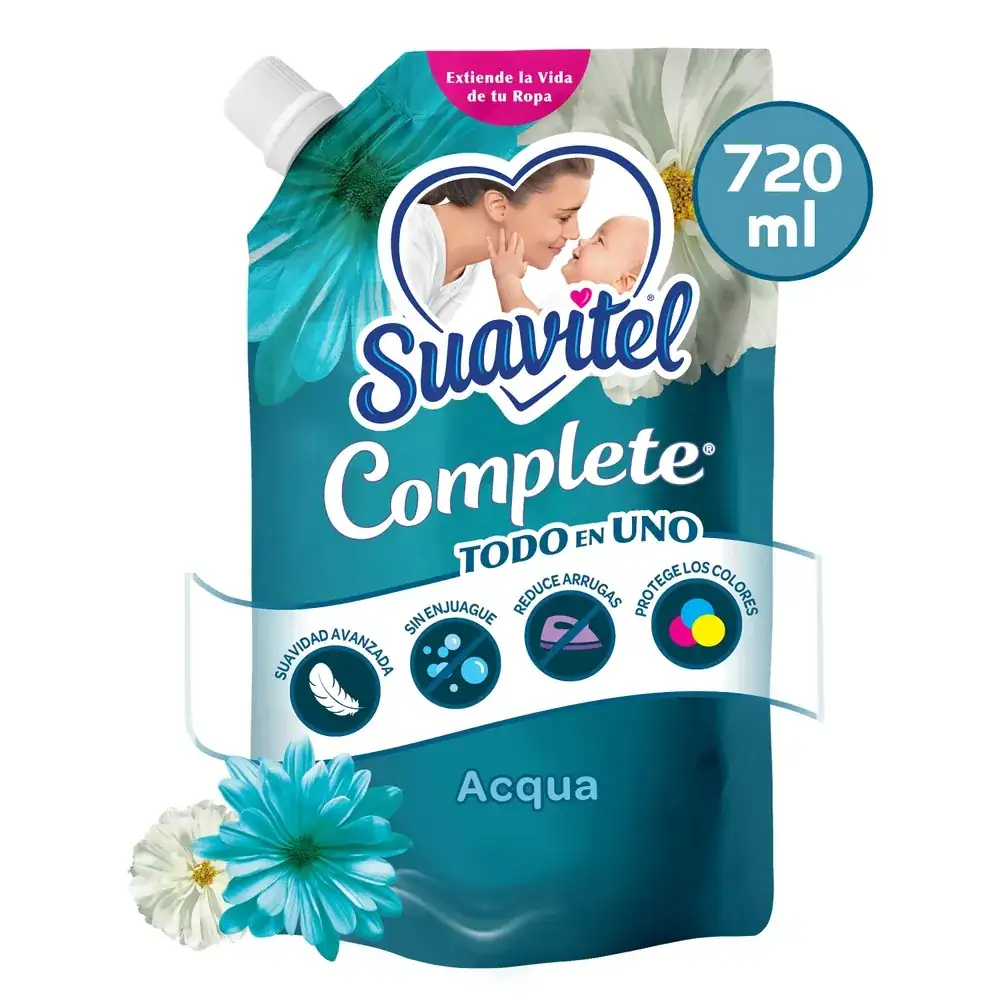 Extiende la Vida
de tu Ropa
720
ml
Suavitel®
Complete®
TODO EN UNO
SUAVIDAD AVANZADA
SIN ENJUAGUE
REDUCE ARRUGAS
PROTEGE LOS COLORES
Acqua